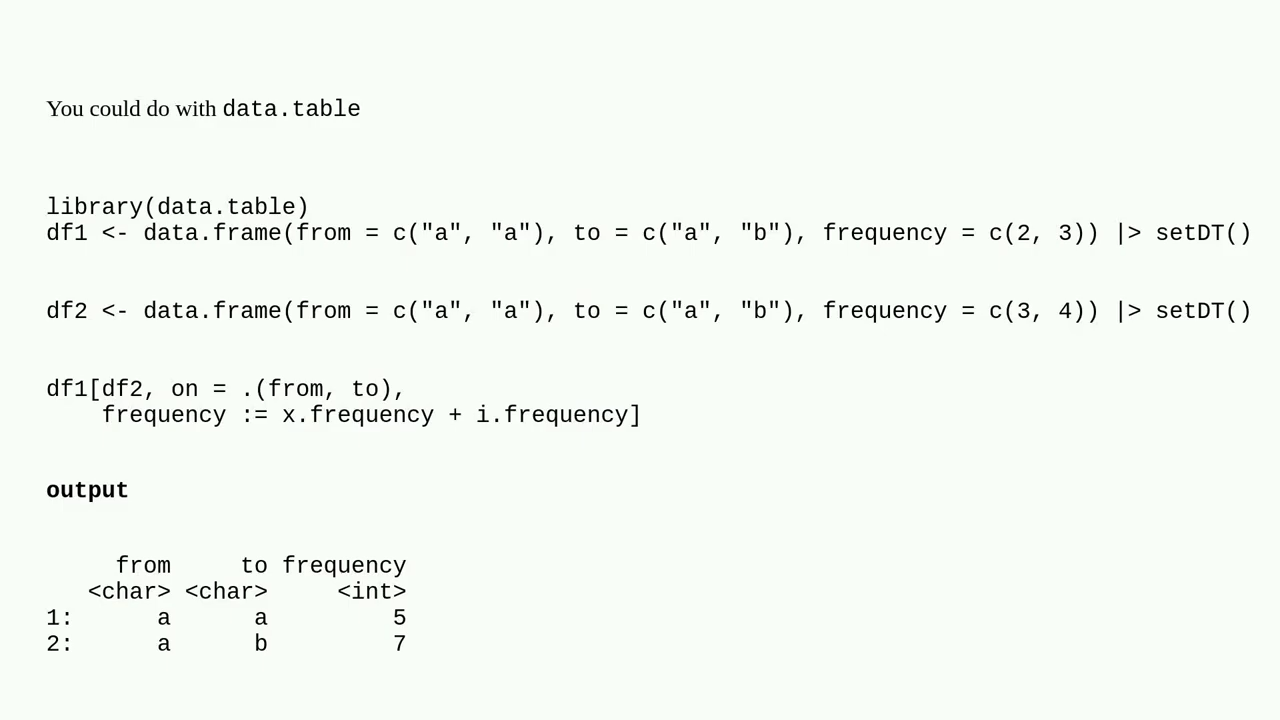 You could do with data.table
library(data.table)
df1 <- data.frame(from = c("a", "a"), to = c("a", "b"), frequency = c(2, 3)) |> setDT()
df2 <- data.frame(from = c("a", "a"), to = c("a", "b"), frequency = c(3, 4)) |> setDT()
df1[df2, on = .(from, to),
    frequency := x.frequency + i.frequency]
output
     from     to frequency
   <char> <char>     <int>
1:      a      a         5
2:      a      b         7